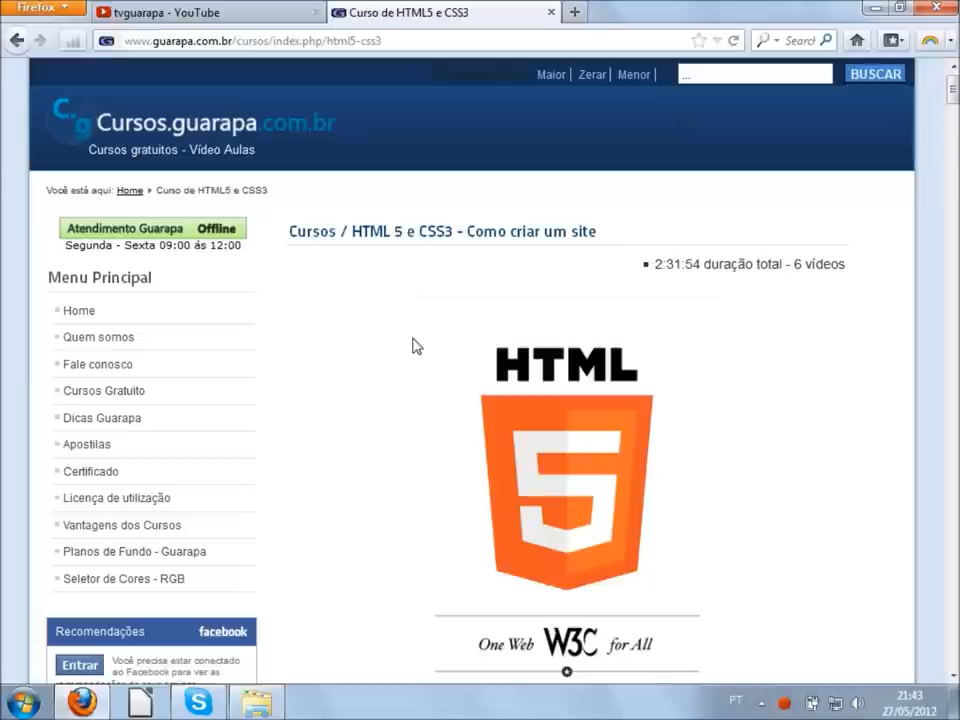 Firefox
tvguarapa - YouTube
Curso de HTML5 e CSS3
www.guarapa.com.br/cursos/index.php/html5-css3
Search
Maior | Zerar | Menor |
...
BUSCAR
C.g Cursos.guarapa.com.br
Cursos gratuitos - Vídeo Aulas
Você está aqui: Home Curso de HTML5 e CSS3
Atendimento Guarapa Offline
Segunda - Sexta 09:00 ás 12:00
Menu Principal
Home
Quem somos
Fale conosco
Cursos Gratuito
Dicas Guarapa
Apostilas
Certificado
Licença de utilização
Vantagens dos Cursos
Planos de Fundo - Guarapa
Seletor de Cores - RGB
Recomendações facebook
Entrar
Você precisa estar conectado
ao Facebook para ver as
Cursos / HTML 5 e CSS3 - Como criar um site
2:31:54 duração total - 6 vídeos
HTML
5
One Web W3C for All
PT
21:43
27/05/2012